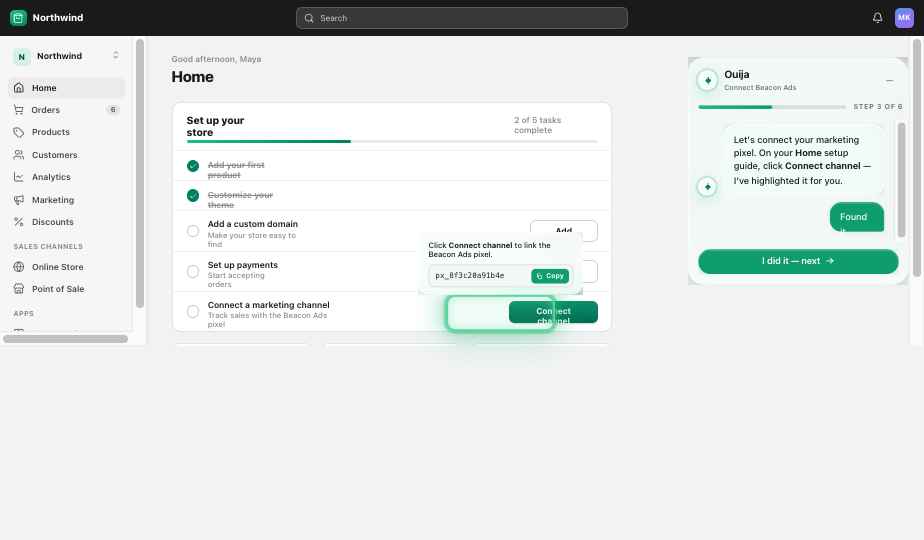 Northwind
Search
MK
N
Northwind
Home
Orders
6
Products
Customers
Analytics
Marketing
Discounts
SALES CHANNELS
Online Store
Point of Sale
APPS
Good afternoon, Maya
Home
Set up your
store
2 of 5 tasks
complete
Add your first
product
Customize your
theme
Add a custom domain
Make your store easy to
find
Add
Set up payments
Start accepting
orders
Click Connect channel to link the
Beacon Ads pixel.
px_8f3c20a91b4e
Copy
Connect a marketing channel
Track sales with the Beacon Ads
pixel
Connect
channel
Ouija
Connect Beacon Ads
STEP 3 OF 6
Let's connect your marketing
pixel. On your Home setup
guide, click Connect channel —
I've highlighted it for you.
Found
it
I did it — next →